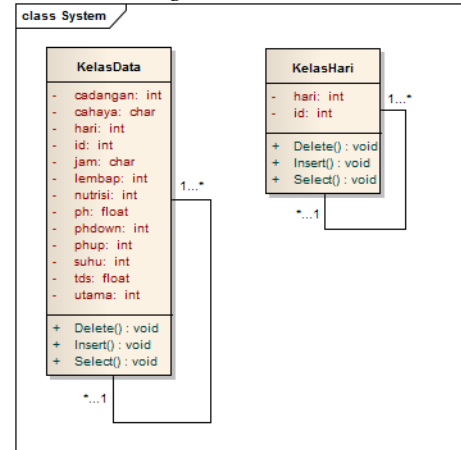 class System
KelasData
- cadangan: int
- cahaya: char
- hari: int
- id: int
- jam: char
- lembap: int
- nutrisi: int
- ph: float
- phdown: int
- phup: int
- suhu: int
- tds: float
- utama: int
+ Delete() : void
+ Insert() : void
+ Select() : void
1...*
*...1
KelasHari
- hari: int
- id: int
+ Delete() : void
+ Insert() : void
+ Select() : void
1...*
*...1